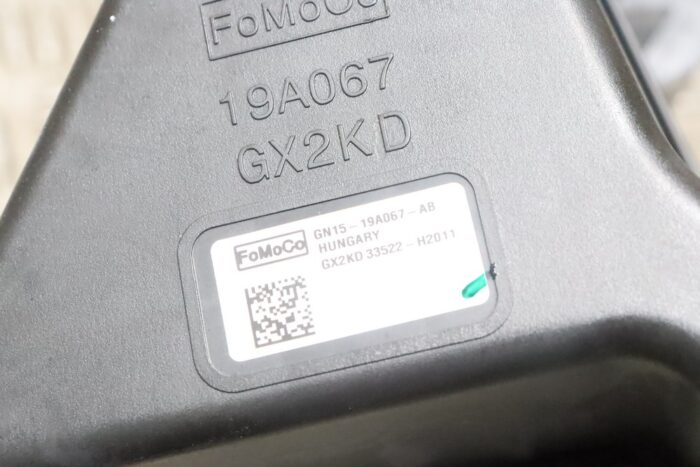 FoMoCo
19A067
GX2KD
FoMoCo
GN15-19A067-AB
HUNGARY
GX2KD 33522-H2011